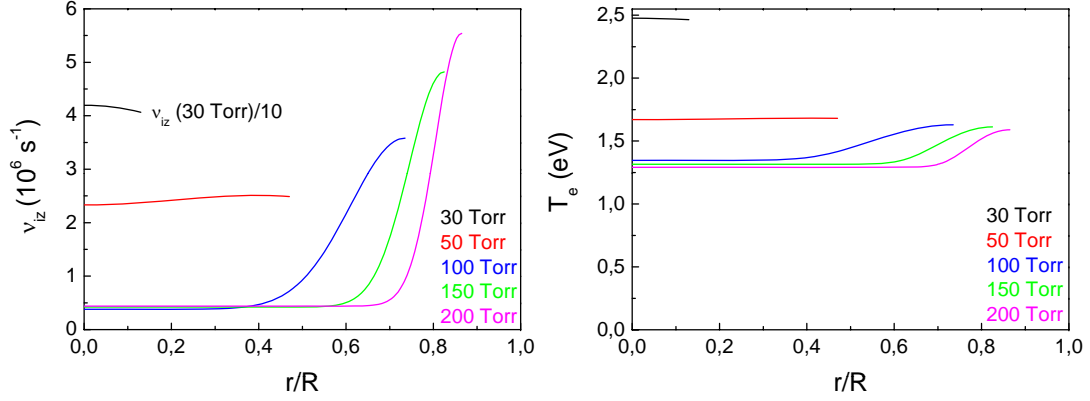 6
5
4
3
2
1
0
ν_iz (10^6 s^-1)
ν_iz (30 Torr)/10
30 Torr
50 Torr
100 Torr
150 Torr
200 Torr
0,0 0,2 0,4 0,6 0,8 1,0
r/R
2,5
2,0
1,5
1,0
0,5
0,0
T_e (eV)
30 Torr
50 Torr
100 Torr
150 Torr
200 Torr
0,0 0,2 0,4 0,6 0,8 1,0
r/R